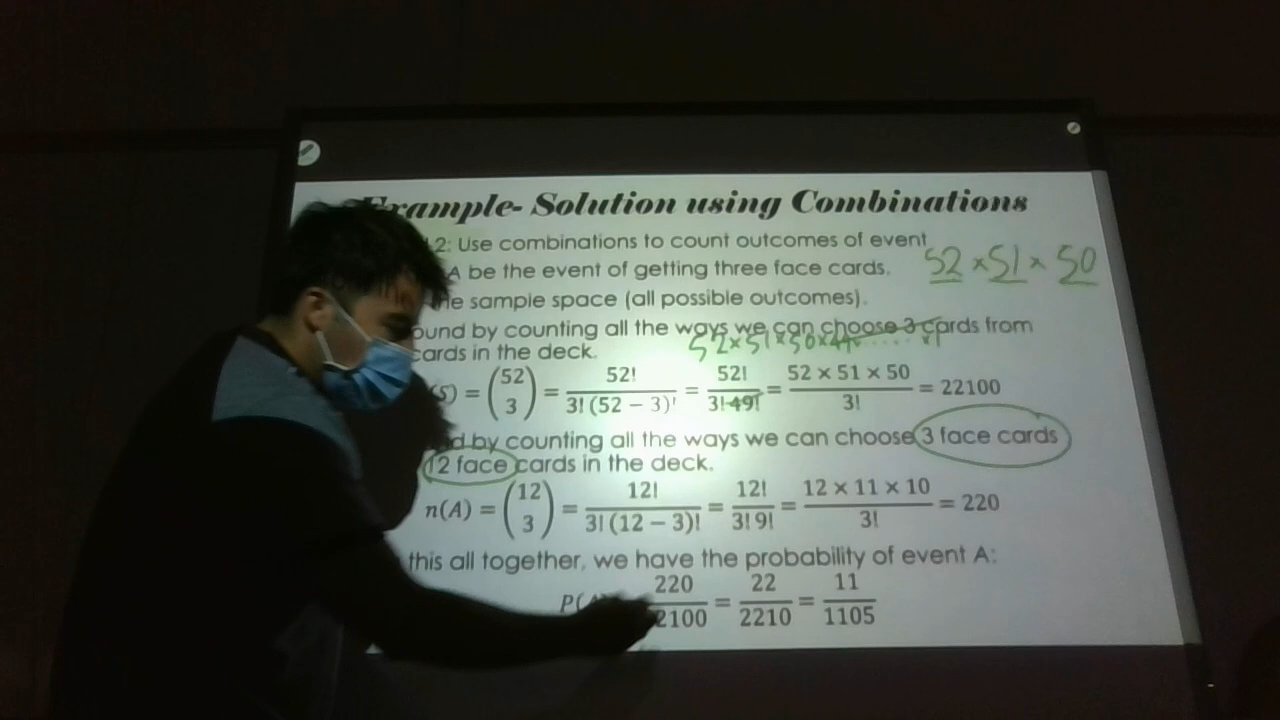 Example- Solution using Combinations
2: Use combinations to count outcomes of event
A be the event of getting three face cards.
52 × 51 × 50
he sample space (all possible outcomes).
ound by counting all the ways we can choose 3 cards from
cards in the deck.
52×51×50×49......×1
(S) = (52 3) = 52! / 3! (52 − 3)! = 52! / 3! 49! = 52 × 51 × 50 / 3! = 22100
d by counting all the ways we can choose 3 face cards
12 face cards in the deck.
n(A) = (12 3) = 12! / 3! (12 − 3)! = 12! / 3! 9! = 12 × 11 × 10 / 3! = 220
this all together, we have the probability of event A:
P(A 220 / 2100 = 22 / 2210 = 11 / 1105